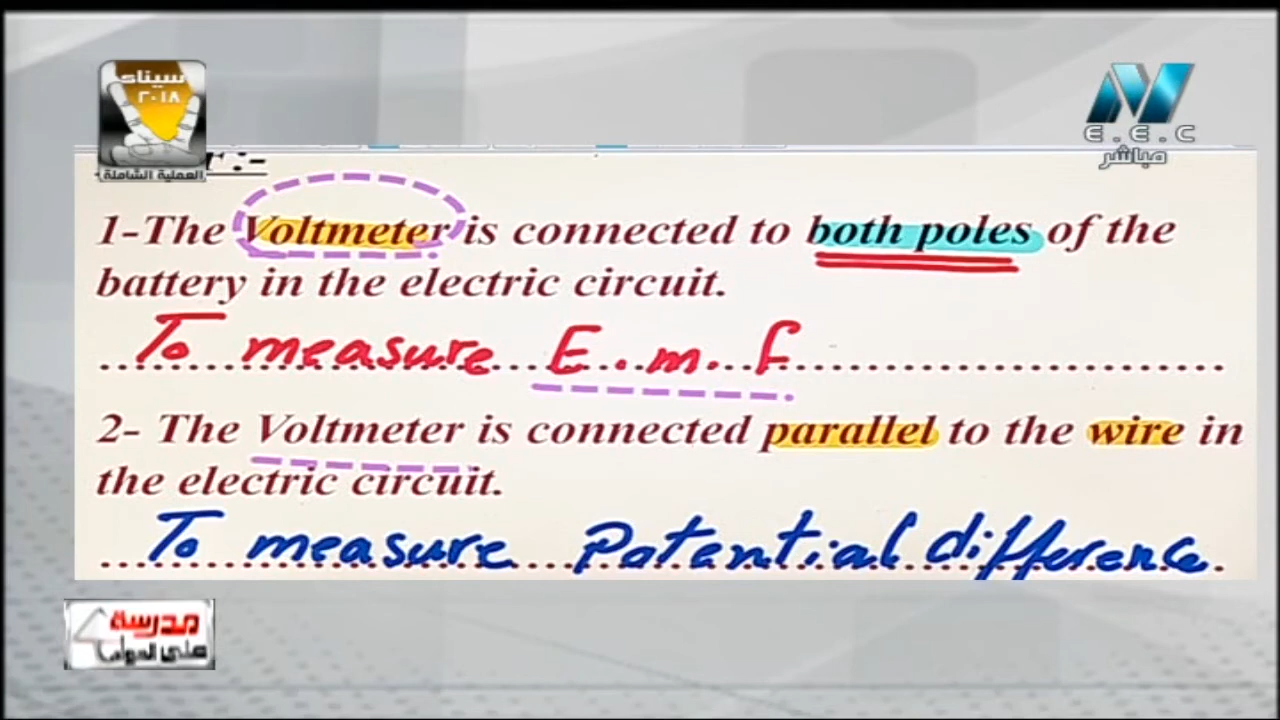 سيناء
٢٠١٨
العملية الشاملة
E.E.C
مباشر
F:-
1-The Voltmeter is connected to both poles of the
battery in the electric circuit.
To measure E.m.f
2- The Voltmeter is connected parallel to the wire in
the electric circuit.
To measure Potential difference
مدرسة
على الهواء